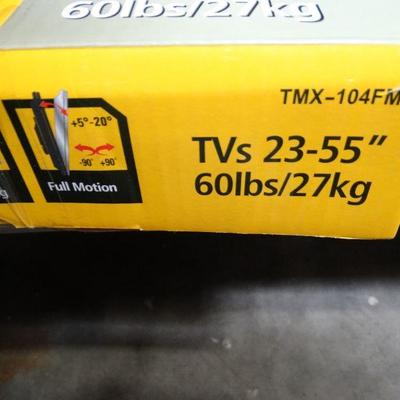 60lbs/27kg
TMX-104FM
+5°-20°
-90° +90°
Full Motion
TVs 23-55"
60lbs/27kg